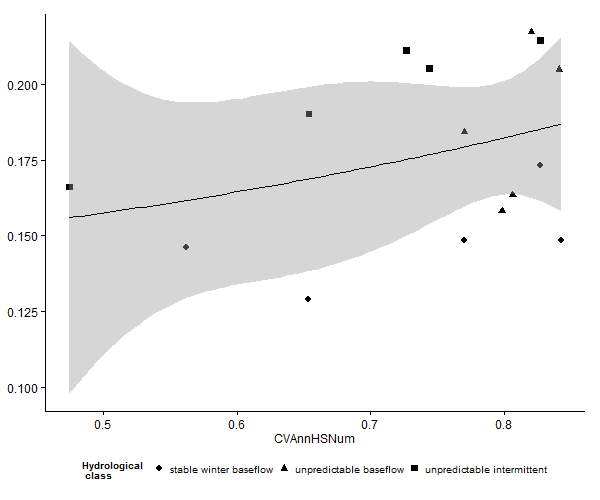 0.200
0.175
0.150
0.125
0.100
0.5 0.6 0.7 0.8
CVAnnHSNum
Hydrological
class
stable winter baseflow unpredictable baseflow unpredictable intermittent